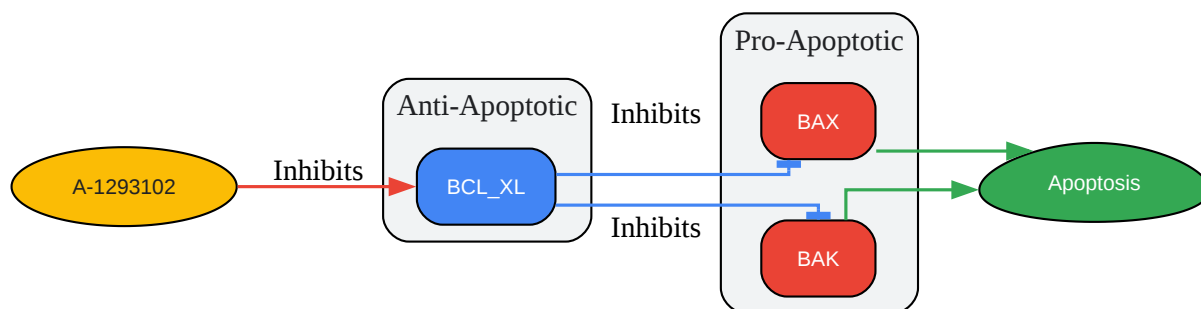 A-1293102
Inhibits
Anti-Apoptotic
BCL_XL
Inhibits
Inhibits
Pro-Apoptotic
BAX
BAK
Apoptosis